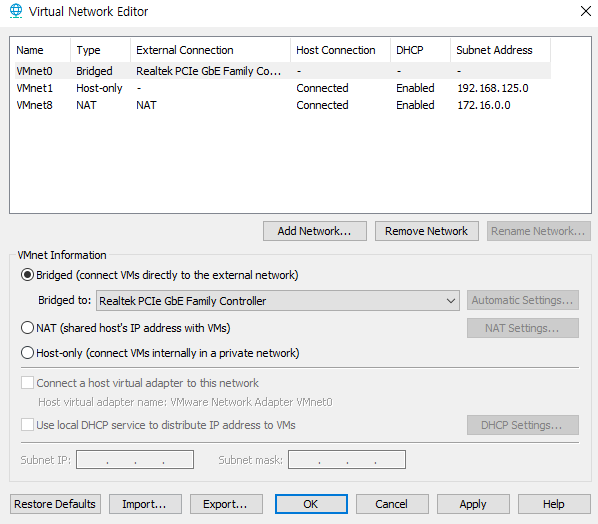 Virtual Network Editor
Name Type External Connection Host Connection DHCP Subnet Address
VMnet0 Bridged Realtek PCIe GbE Family Co... - - -
VMnet1 Host-only - Connected Enabled 192.168.125.0
VMnet8 NAT NAT Connected Enabled 172.16.0.0
Add Network... Remove Network Rename Network...
VMnet Information
Bridged (connect VMs directly to the external network)
Bridged to: Realtek PCIe GbE Family Controller Automatic Settings...
NAT (shared host's IP address with VMs) NAT Settings...
Host-only (connect VMs internally in a private network)
Connect a host virtual adapter to this network
Host virtual adapter name: VMware Network Adapter VMnet0
Use local DHCP service to distribute IP address to VMs DHCP Settings...
Subnet IP: . . . Subnet mask: . . .
Restore Defaults Import... Export... OK Cancel Apply Help